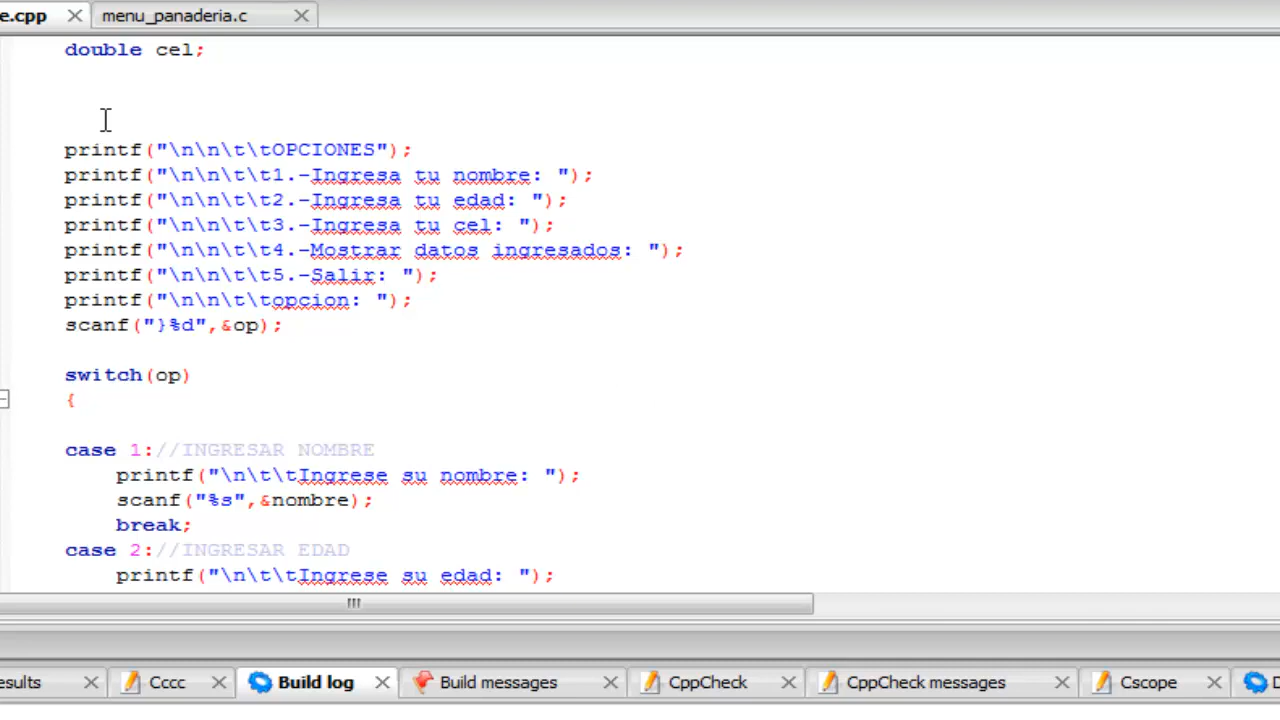 e.cpp menu_panaderia.c
double cel;
printf("\n\n\t\tOPCIONES");
printf("\n\n\t\t1.-Ingresa tu nombre: ");
printf("\n\n\t\t2.-Ingresa tu edad: ");
printf("\n\n\t\t3.-Ingresa tu cel: ");
printf("\n\n\t\t4.-Mostrar datos ingresados: ");
printf("\n\n\t\t5.-Salir: ");
printf("\n\n\t\topcion: ");
scanf("}%d",&op);
switch(op)
{
case 1://INGRESAR NOMBRE
printf("\n\t\tIngrese su nombre: ");
scanf("%s",&nombre);
break;
case 2://INGRESAR EDAD
printf("\n\t\tIngrese su edad: ");
esults Cccc Build log Build messages CppCheck CppCheck messages Cscope D